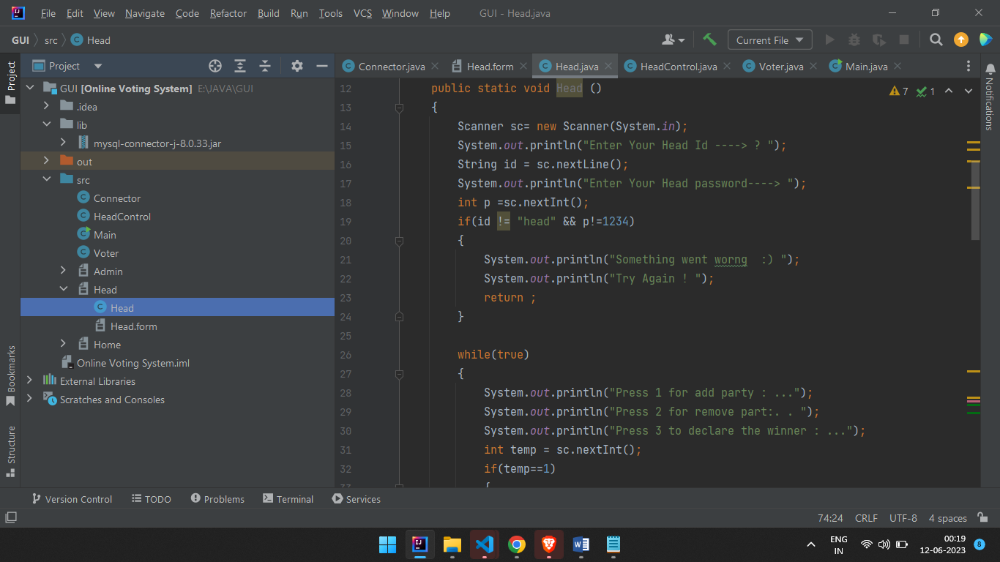 File Edit View Navigate Code Refactor Build Run Tools VCS Window Help GUI - Head.java
GUI src Head Current File
Project
Project
Bookmarks
Structure
GUI [Online Voting System] E:\JAVA\GUI
.idea
lib
mysql-connector-j-8.0.33.jar
out
src
Connector
HeadControl
Main
Voter
Admin
Head
Head
Head.form
Home
Online Voting System.iml
External Libraries
Scratches and Consoles
Connector.java Head.form Head.java HeadControl.java Voter.java Main.java
7 1
12 public static void Head ()
13 {
14 Scanner sc= new Scanner(System.in);
15 System.out.println("Enter Your Head Id ----> ? ");
16 String id = sc.nextLine();
17 System.out.println("Enter Your Head password----> ");
18 int p =sc.nextInt();
19 if(id != "head" && p!=1234)
20 {
21 System.out.println("Something went worng  :) ");
22 System.out.println("Try Again ! ");
23 return ;
24 }
25
26 while(true)
27 {
28 System.out.println("Press 1 for add party : ...");
29 System.out.println("Press 2 for remove part:. . ");
30 System.out.println("Press 3 to declare the winner : ...");
31 int temp = sc.nextInt();
32 if(temp==1)
33 {
Notifications
Version Control TODO Problems Terminal Services
74:24 CRLF UTF-8 4 spaces
ENG
IN
00:19
12-06-2023
8